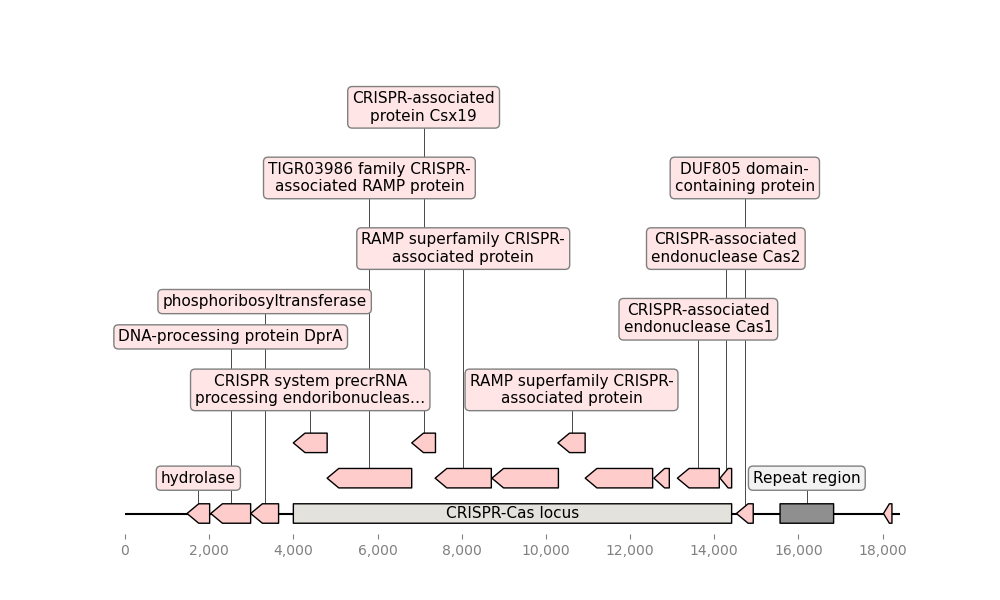 CRISPR-associated
protein Csx19
TIGR03986 family CRISPR-
associated RAMP protein
DUF805 domain-
containing protein
RAMP superfamily CRISPR-
associated protein
CRISPR-associated
endonuclease Cas2
phosphoribosyltransferase
CRISPR-associated
endonuclease Cas1
DNA-processing protein DprA
CRISPR system precrRNA
processing endoribonucleas...
RAMP superfamily CRISPR-
associated protein
hydrolase
Repeat region
CRISPR-Cas locus
0
2,000
4,000
6,000
8,000
10,000
12,000
14,000
16,000
18,000